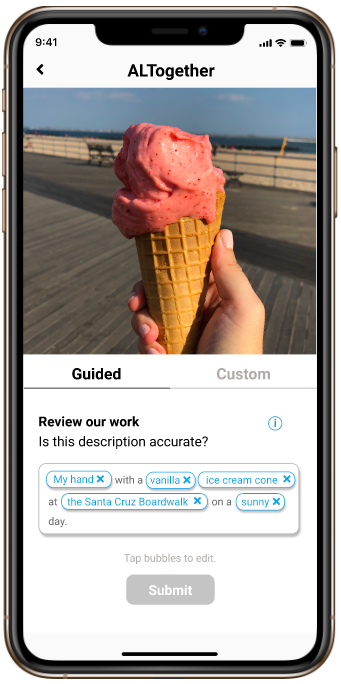 9:41
ALTogether
Guided Custom
Review our work
Is this description accurate?
My hand with a vanilla ice cream cone
at the Santa Cruz Boardwalk on a sunny
day.
Tap bubbles to edit.
Submit